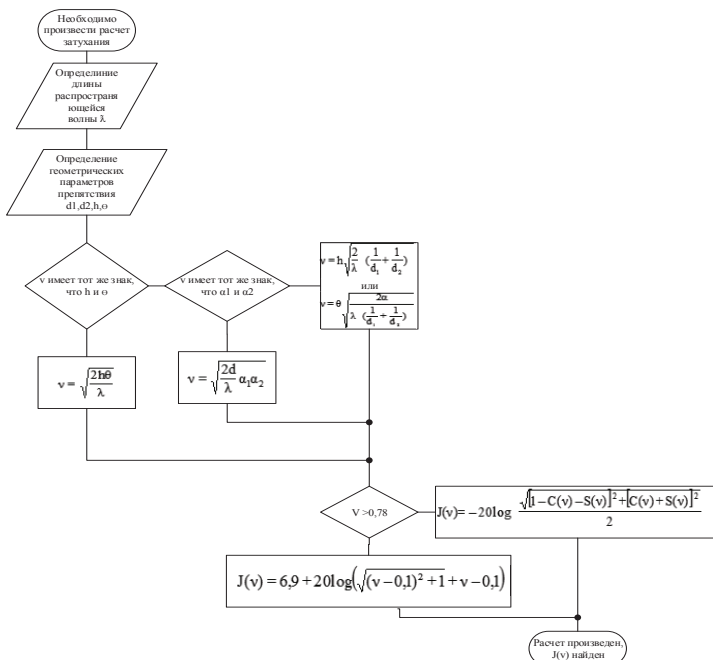 Необходимо
произвести расчет
затухания
Определиние
длины
распространя
ющейся
волны λ
Определение
геометрических
параметров
препятствия
d1,d2,h,ɵ
ν имеет тот же знак,
что h и ɵ
ν имеет тот же знак,
что α1 и α2
ν = h√(2/λ (1/d₁ + 1/d₂))
или
ν = θ√(2α/(λ (1/d₁ + 1/d₂)))
ν = √(2hθ/λ)
ν = √(2d/λ α₁α₂)
V >0,78
J(ν) = −20log √([1−C(ν)−S(ν)]²+[C(ν)+S(ν)]²)/2
J(ν) = 6,9 + 20log(√((ν−0,1)² + 1) + ν − 0,1)
Расчет произведен,
J(ν) найден